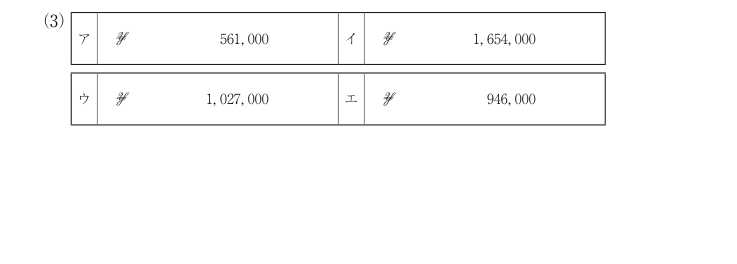 (3)
ア ¥ 561,000 イ ¥ 1,654,000
ウ ¥ 1,027,000 エ ¥ 946,000